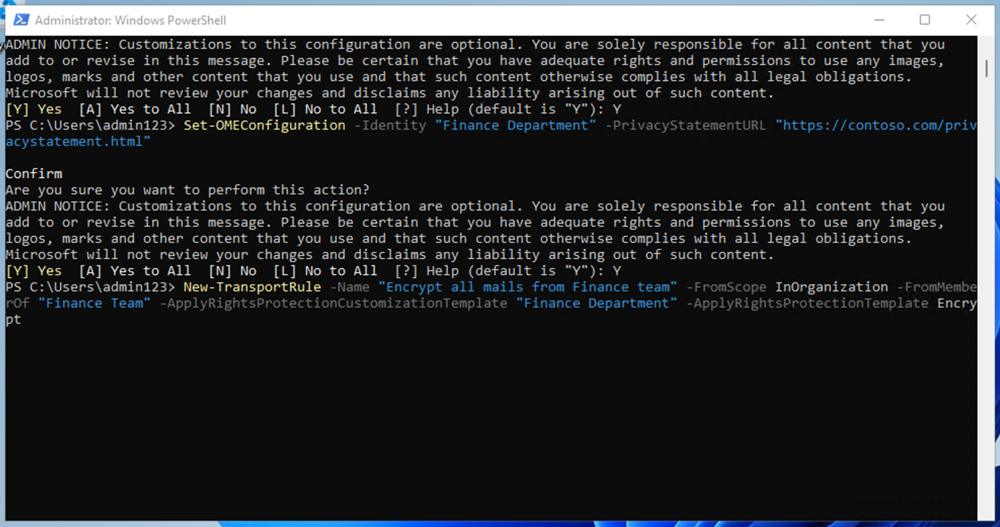 Administrator: Windows PowerShell
ADMIN NOTICE: Customizations to this configuration are optional. You are solely responsible for all content that you
add to or revise in this message. Please be certain that you have adequate rights and permissions to use any images,
logos, marks and other content that you use and that such content otherwise complies with all legal obligations.
Microsoft will not review your changes and disclaims any liability arising out of such content.
[Y] Yes  [A] Yes to All  [N] No  [L] No to All  [?] Help (default is "Y"): Y
PS C:\Users\admin123> Set-OMEConfiguration -Identity "Finance Department" -PrivacyStatementURL "https://contoso.com/priv
acystatement.html"

Confirm
Are you sure you want to perform this action?
ADMIN NOTICE: Customizations to this configuration are optional. You are solely responsible for all content that you
add to or revise in this message. Please be certain that you have adequate rights and permissions to use any images,
logos, marks and other content that you use and that such content otherwise complies with all legal obligations.
Microsoft will not review your changes and disclaims any liability arising out of such content.
[Y] Yes  [A] Yes to All  [N] No  [L] No to All  [?] Help (default is "Y"): Y
PS C:\Users\admin123> New-TransportRule -Name "Encrypt all mails from Finance team" -FromScope InOrganization -FromMembe
rOf "Finance Team" -ApplyRightsProtectionCustomizationTemplate "Finance Department" -ApplyRightsProtectionTemplate Encry
pt